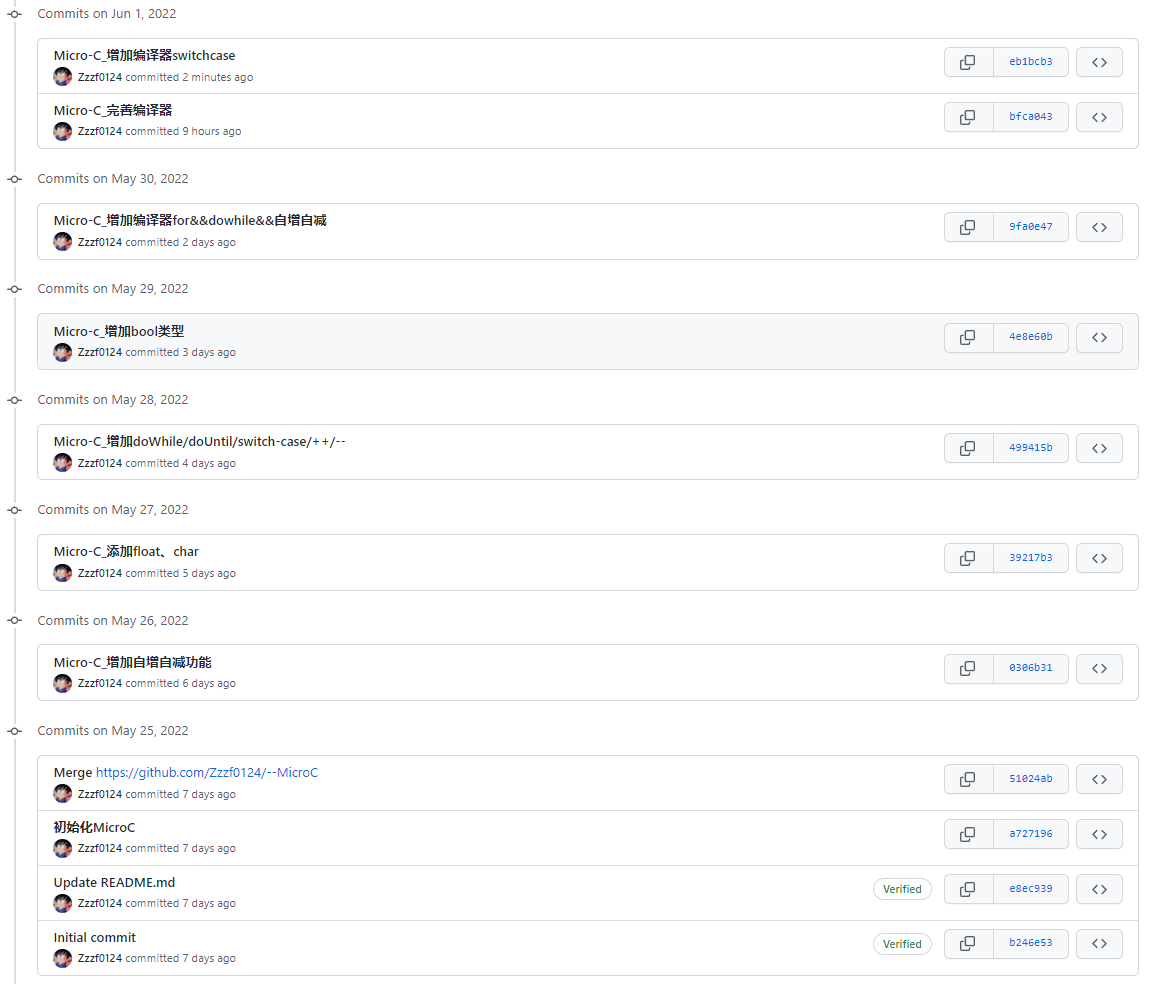 Commits on Jun 1, 2022
Micro-C_增加编译器switchcase
eb1bcb3
Zzzf0124 committed 2 minutes ago
Micro-C_完善编译器
bfca043
Zzzf0124 committed 9 hours ago
Commits on May 30, 2022
Micro-C_增加编译器for&&dowhile&&自增自减
9fa0e47
Zzzf0124 committed 2 days ago
Commits on May 29, 2022
Micro-c_增加bool类型
4e8e60b
Zzzf0124 committed 3 days ago
Commits on May 28, 2022
Micro-C_增加doWhile/doUntil/switch-case/++/--
499415b
Zzzf0124 committed 4 days ago
Commits on May 27, 2022
Micro-C_添加float、char
39217b3
Zzzf0124 committed 5 days ago
Commits on May 26, 2022
Micro-C_增加自增自减功能
0306b31
Zzzf0124 committed 6 days ago
Commits on May 25, 2022
Merge https://github.com/Zzzf0124/--MicroC
51024ab
Zzzf0124 committed 7 days ago
初始化MicroC
a727196
Zzzf0124 committed 7 days ago
Update README.md
Verified
e8ec939
Zzzf0124 committed 7 days ago
Initial commit
Verified
b246e53
Zzzf0124 committed 7 days ago